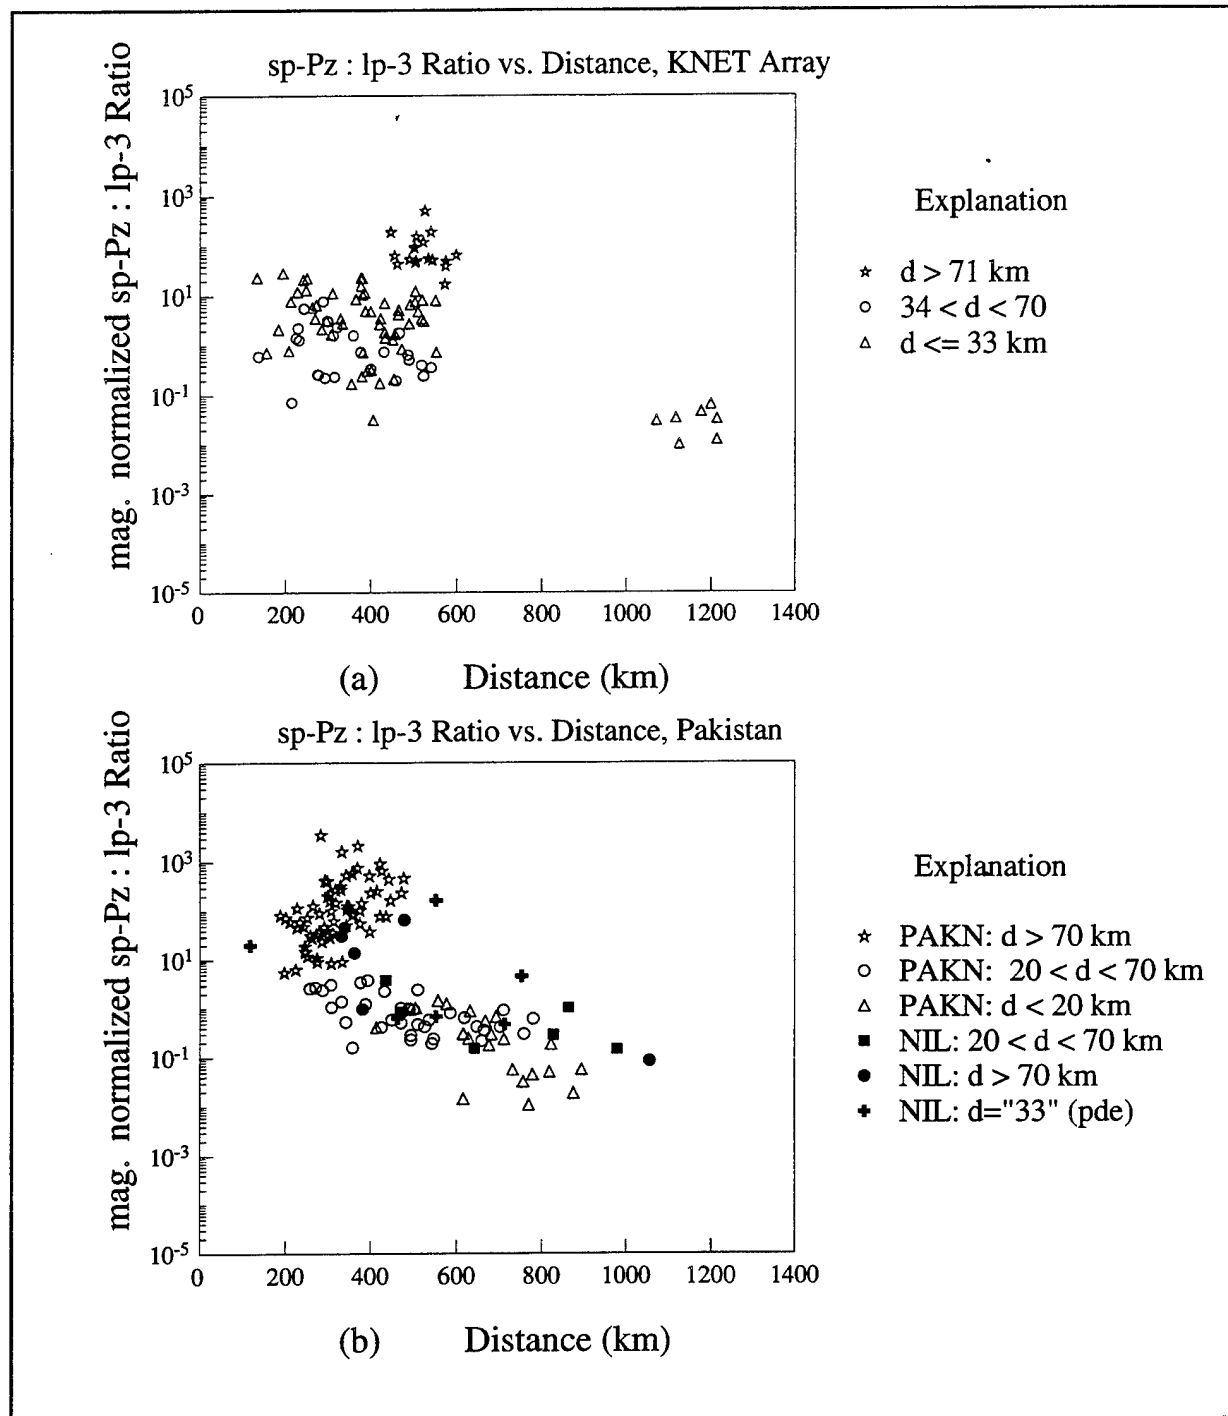 sp-Pz : lp-3 Ratio vs. Distance, KNET Array
mag. normalized sp-Pz : lp-3 Ratio
10^5
10^3
10^1
10^-1
10^-3
10^-5
0 200 400 600 800 1000 1200 1400
(a) Distance (km)
Explanation
d > 71 km
34 < d < 70
d <= 33 km
sp-Pz : lp-3 Ratio vs. Distance, Pakistan
mag. normalized sp-Pz : lp-3 Ratio
10^5
10^3
10^1
10^-1
10^-3
10^-5
0 200 400 600 800 1000 1200 1400
(b) Distance (km)
Explanation
PAKN: d > 70 km
PAKN: 20 < d < 70 km
PAKN: d < 20 km
NIL: 20 < d < 70 km
NIL: d > 70 km
NIL: d="33" (pde)